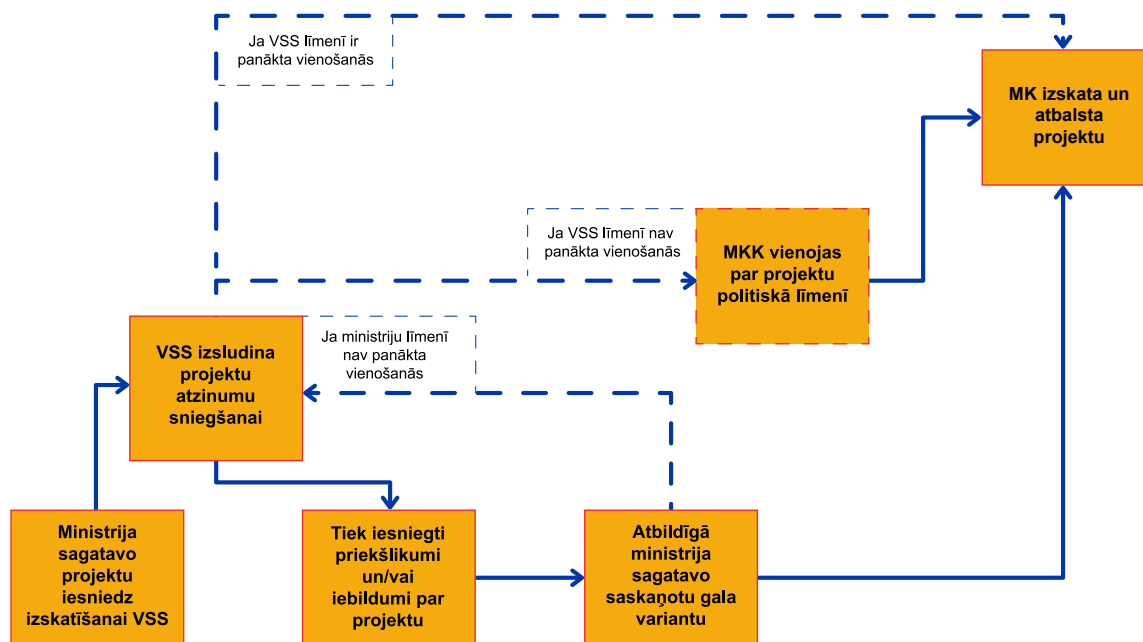 Ja VSS līmenī ir
panākta vienošanās
MK izskata un
atbalsta
projektu
Ja VSS līmenī nav
panākta vienošanās
MKK vienojas
par projektu
politiskā līmenī
VSS izsludina
projektu
atzinumu
sniegšanai
Ja ministriju līmenī
nav panākta
vienošanās
Ministrija
sagatavo
projektu
iesniedz
izskatīšanai VSS
Tiek iesniegti
priekšlikumi
un/vai
iebildumi par
projektu
Atbildīgā
ministrija
sagatavo
saskaņotu gala
variantu